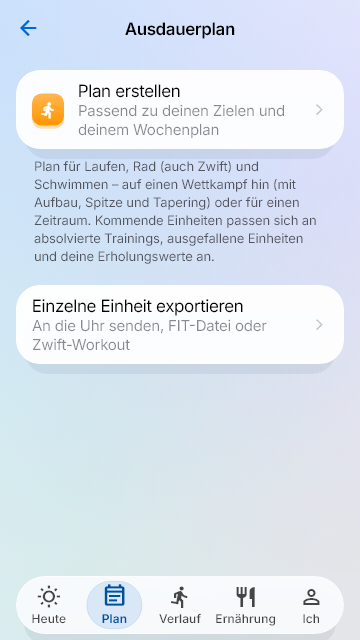 Ausdauerplan
Plan erstellen
Passend zu deinen Zielen und
deinem Wochenplan
Plan für Laufen, Rad (auch Zwift) und
Schwimmen – auf einen Wettkampf hin (mit
Aufbau, Spitze und Tapering) oder für einen
Zeitraum. Kommende Einheiten passen sich an
absolvierte Trainings, ausgefallene Einheiten
und deine Erholungswerte an.
Einzelne Einheit exportieren
An die Uhr senden, FIT-Datei oder
Zwift-Workout
Heute Plan Verlauf Ernährung Ich